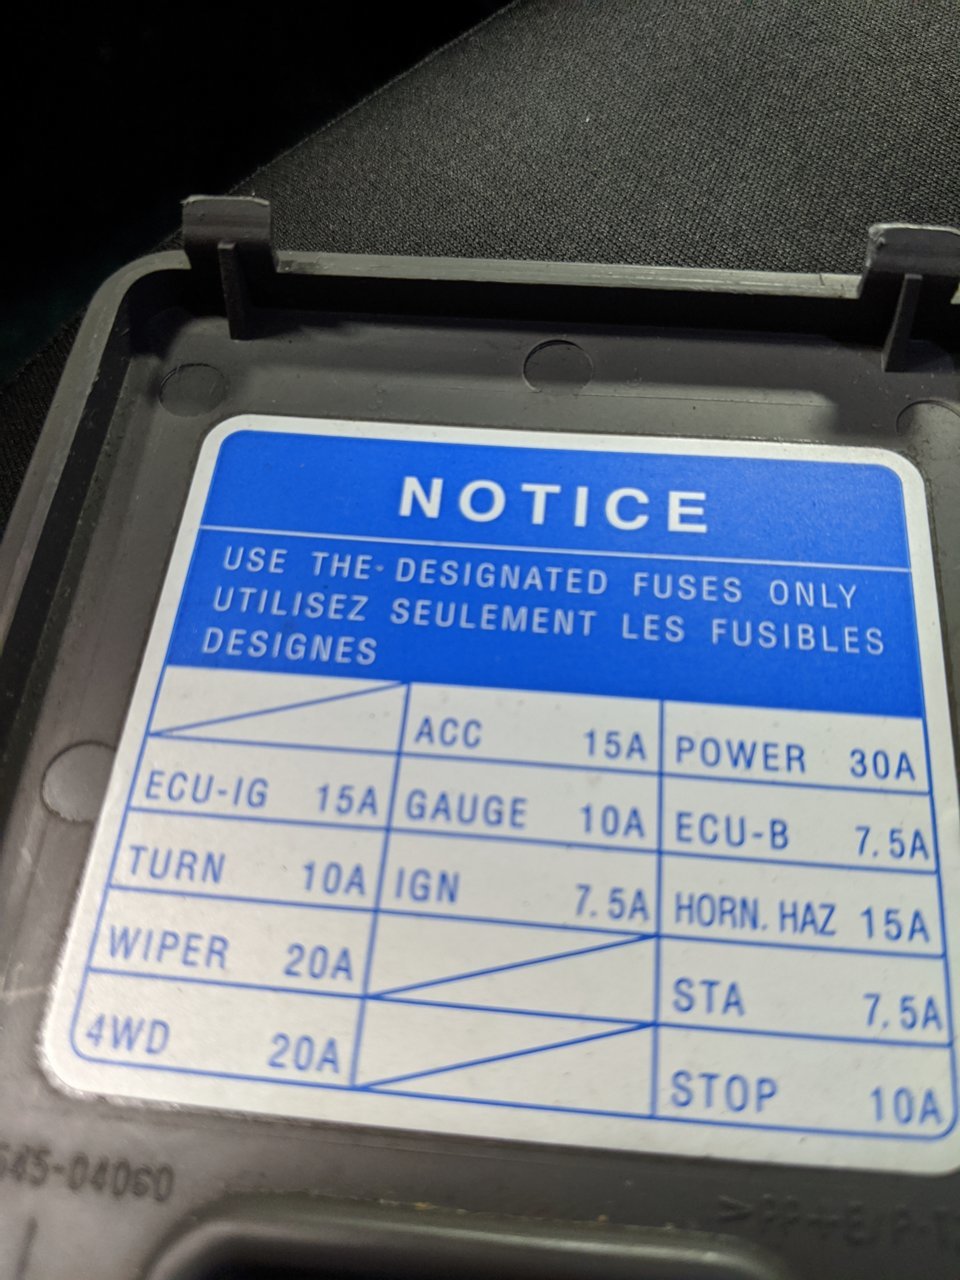 NOTICE
USE THE DESIGNATED FUSES ONLY
UTILISEZ SEULEMENT LES FUSIBLES
DESIGNES
ACC 15A POWER 30A
ECU-IG 15A GAUGE 10A ECU-B 7.5A
TURN 10A IGN 7.5A HORN. HAZ 15A
WIPER 20A STA 7.5A
4WD 20A STOP 10A
545-04060